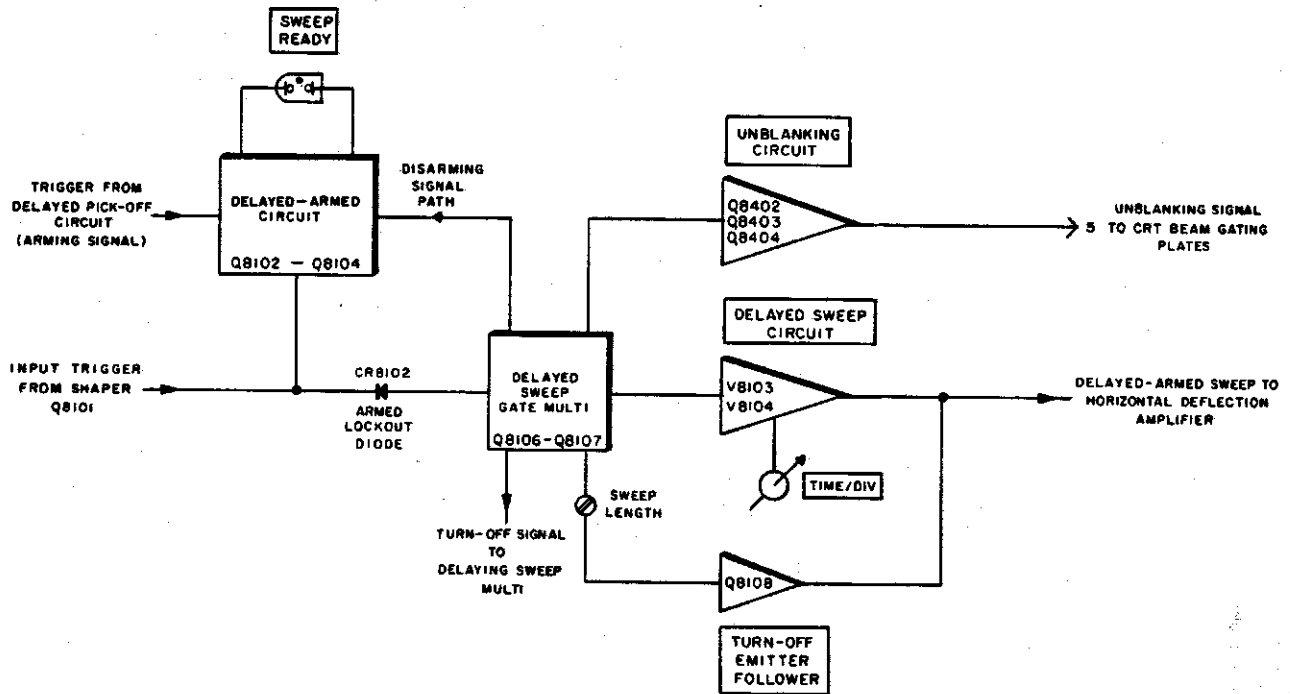 SWEEP
READY
UNBLANKING
CIRCUIT
TRIGGER FROM
DELAYED PICK-OFF
CIRCUIT
(ARMING SIGNAL)
DELAYED-ARMED
CIRCUIT
Q8102 - Q8104
DISARMING
SIGNAL
PATH
Q8402
Q8403
Q8404
5
UNBLANKING SIGNAL
TO CRT BEAM GATING
PLATES
DELAYED SWEEP
CIRCUIT
INPUT TRIGGER
FROM SHAPER
Q8101
CR8102
ARMED
LOCKOUT
DIODE
DELAYED
SWEEP
GATE MULTI
Q8106-Q8107
V8103
V8104
DELAYED-ARMED SWEEP TO
HORIZONTAL DEFLECTION
AMPLIFIER
TIME/DIV
SWEEP
LENGTH
TURN-OFF SIGNAL
TO
DELAYING SWEEP
MULTI
Q8108
TURN-OFF
EMITTER
FOLLOWER